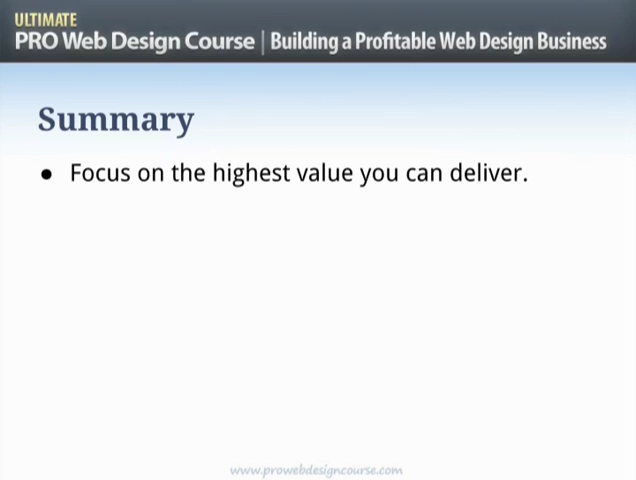 ULTIMATE
PRO Web Design Course | Building a Profitable Web Design Business
Summary
● Focus on the highest value you can deliver.
www.prowebdesigncourse.com